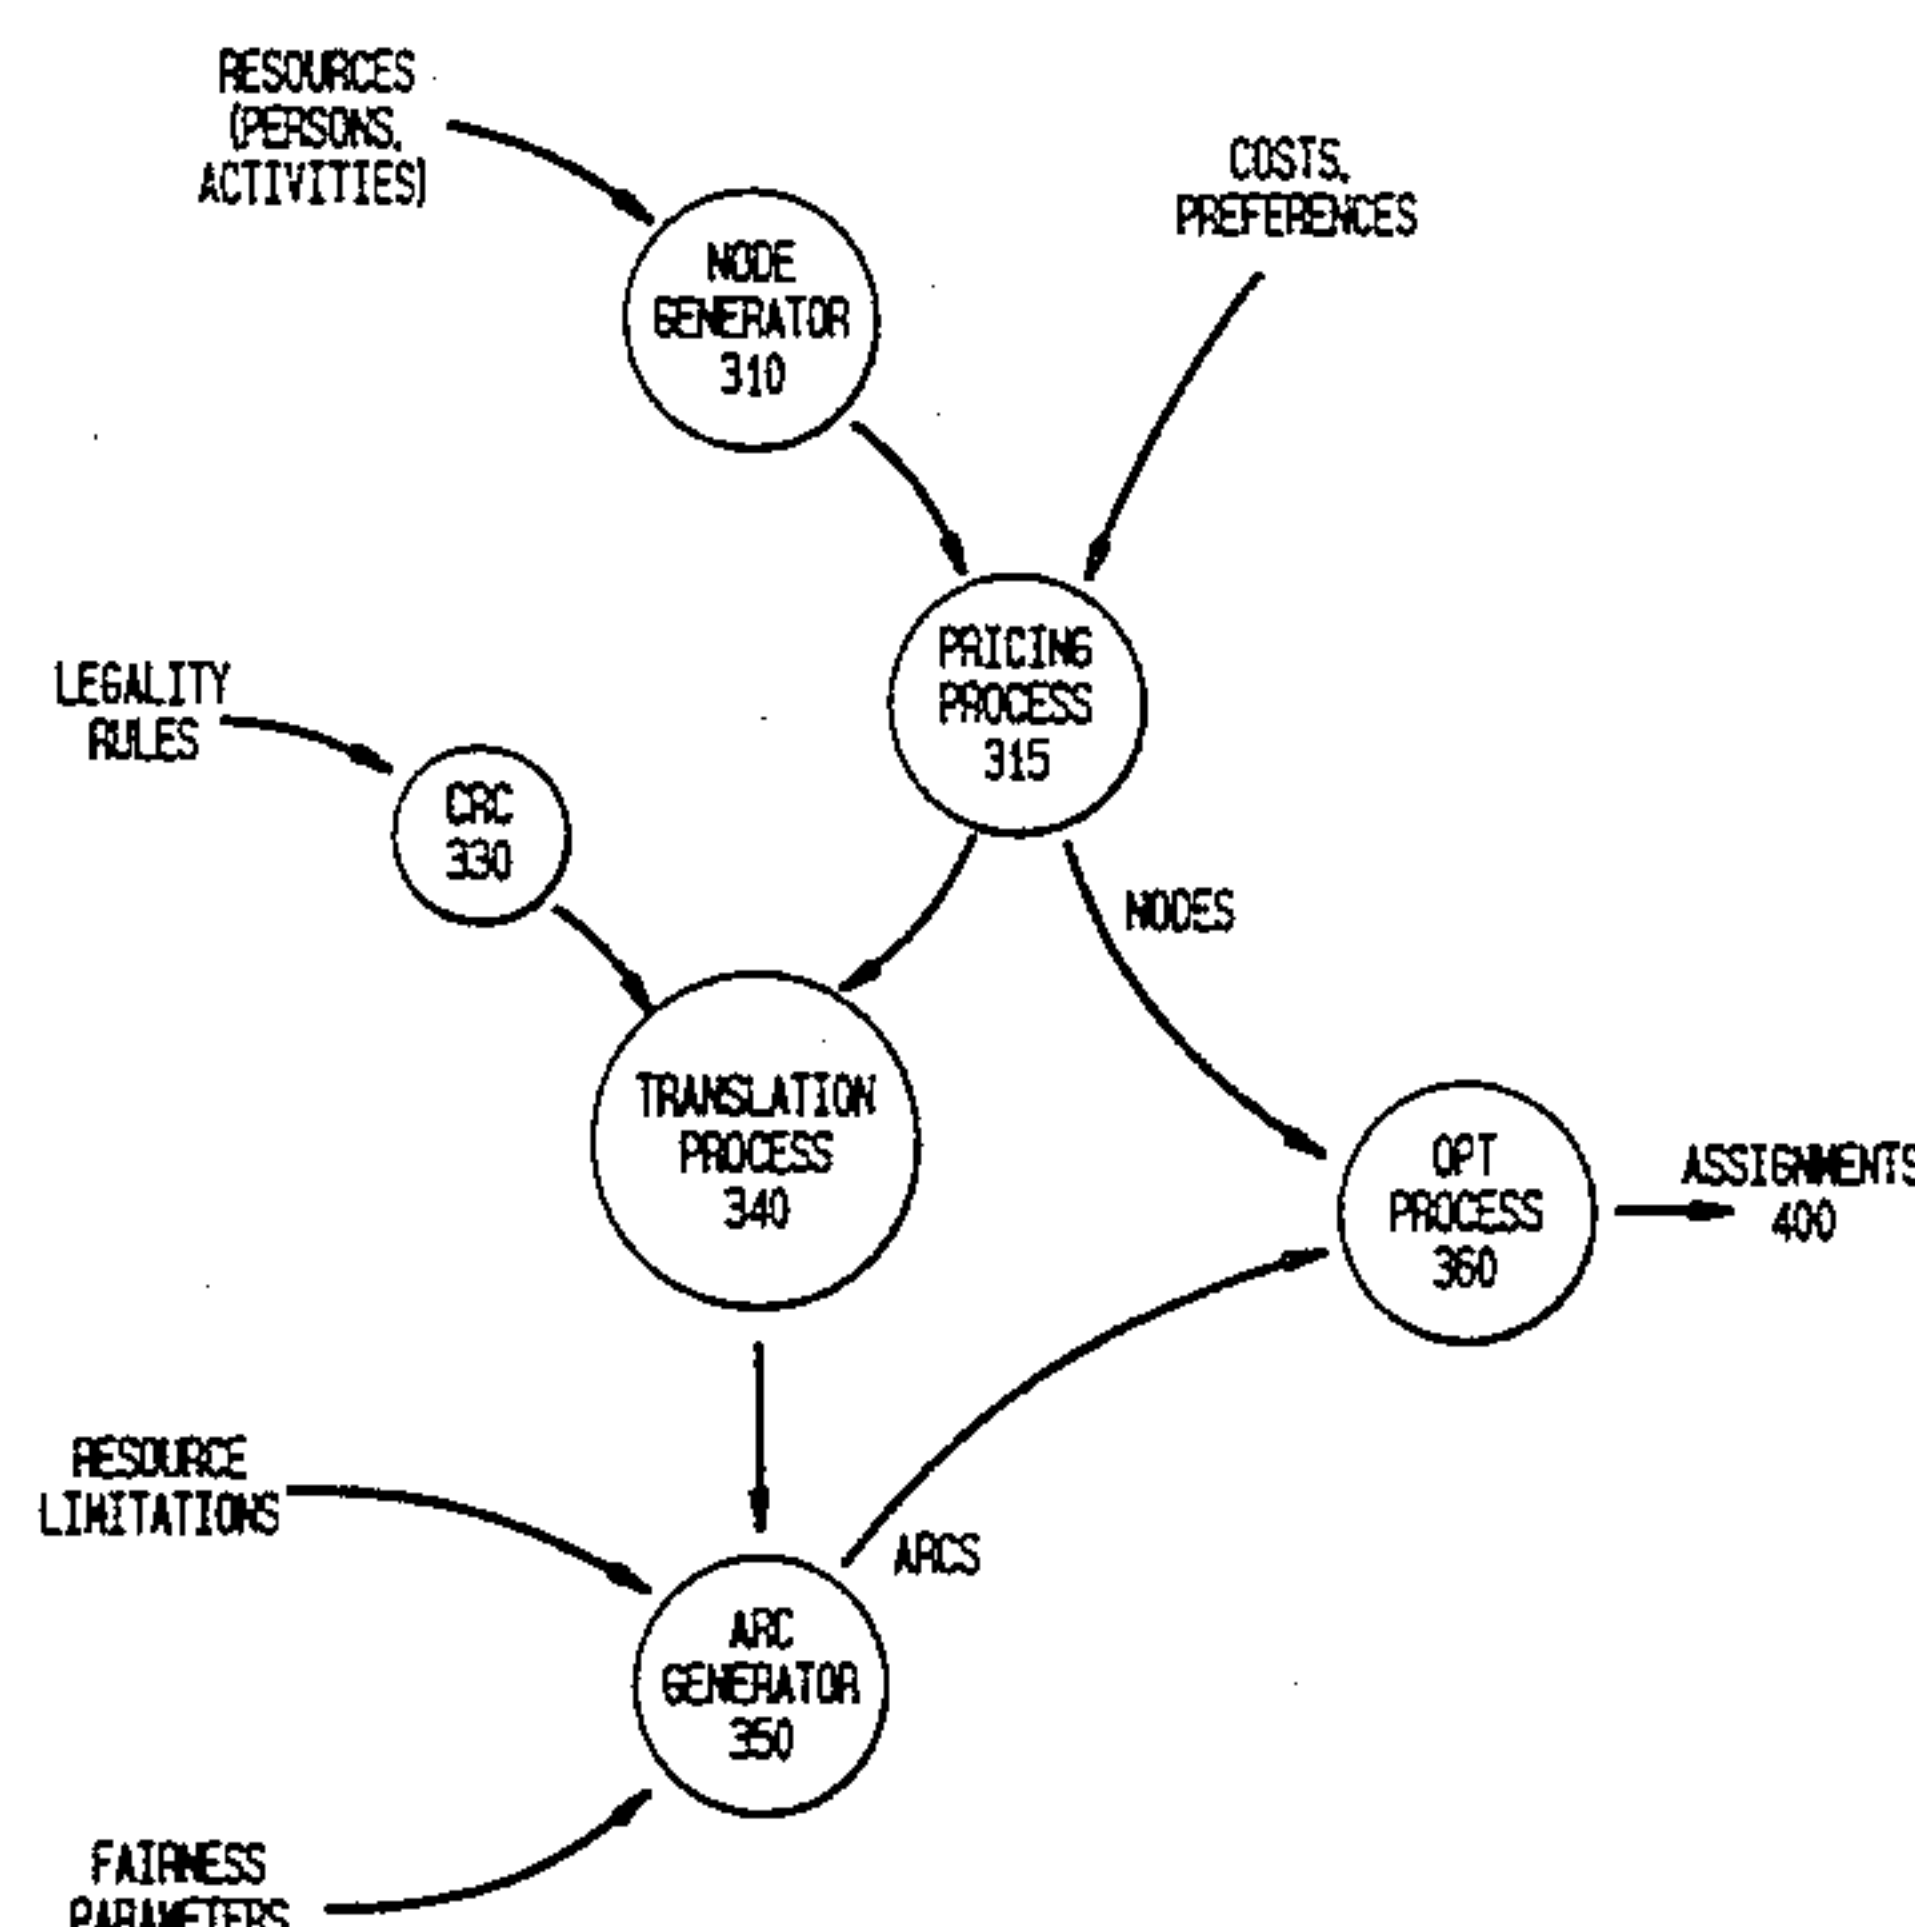 RESOURCES
(PERSONS,
ACTIVITIES)
COSTS,
PREFERENCES
NODE
GENERATOR
310
PRICING
PROCESS
315
LEGALITY
RULES
CRC
330
NODES
TRANSLATION
PROCESS
340
OPT
PROCESS
360
ASSIGNMENTS
400
RESOURCE
LIMITATIONS
ARCS
ARC
GENERATOR
350
FAIRNESS
PARAMETERS